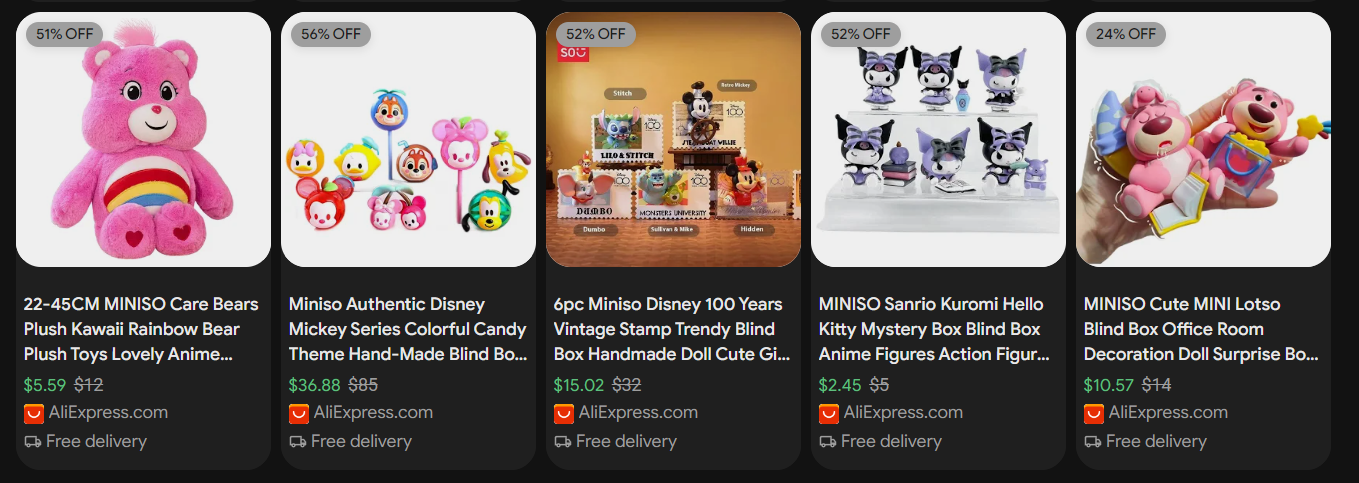 51% OFF
22-45CM MINISO Care Bears
Plush Kawaii Rainbow Bear
Plush Toys Lovely Anime...
$5.59 $12
AliExpress.com
Free delivery
56% OFF
Miniso Authentic Disney
Mickey Series Colorful Candy
Theme Hand-Made Blind Bo...
$36.88 $85
AliExpress.com
Free delivery
52% OFF
Stitch
Retro Mickey
Disney
100
LILO & STITCH
STEAMBOAT WILLIE
DUMBO
MONSTERS UNIVERSITY
Dumbo
Sullivan & Mike
Hidden
6pc Miniso Disney 100 Years
Vintage Stamp Trendy Blind
Box Handmade Doll Cute Gi...
$15.02 $32
AliExpress.com
Free delivery
52% OFF
MINISO Sanrio Kuromi Hello
Kitty Mystery Box Blind Box
Anime Figures Action Figur...
$2.45 $5
AliExpress.com
Free delivery
24% OFF
MINISO Cute MINI Lotso
Blind Box Office Room
Decoration Doll Surprise Bo...
$10.57 $14
AliExpress.com
Free delivery